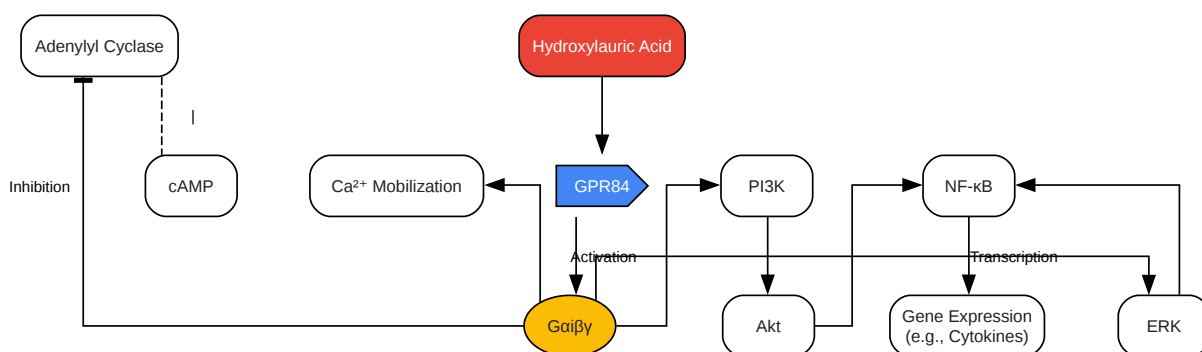 Adenylyl Cyclase
Hydroxylauric Acid
|
Inhibition
cAMP
Ca²⁺ Mobilization
GPR84
PI3K
NF-κB
Activation
Transcription
Gαiβγ
Akt
Gene Expression
(e.g., Cytokines)
ERK